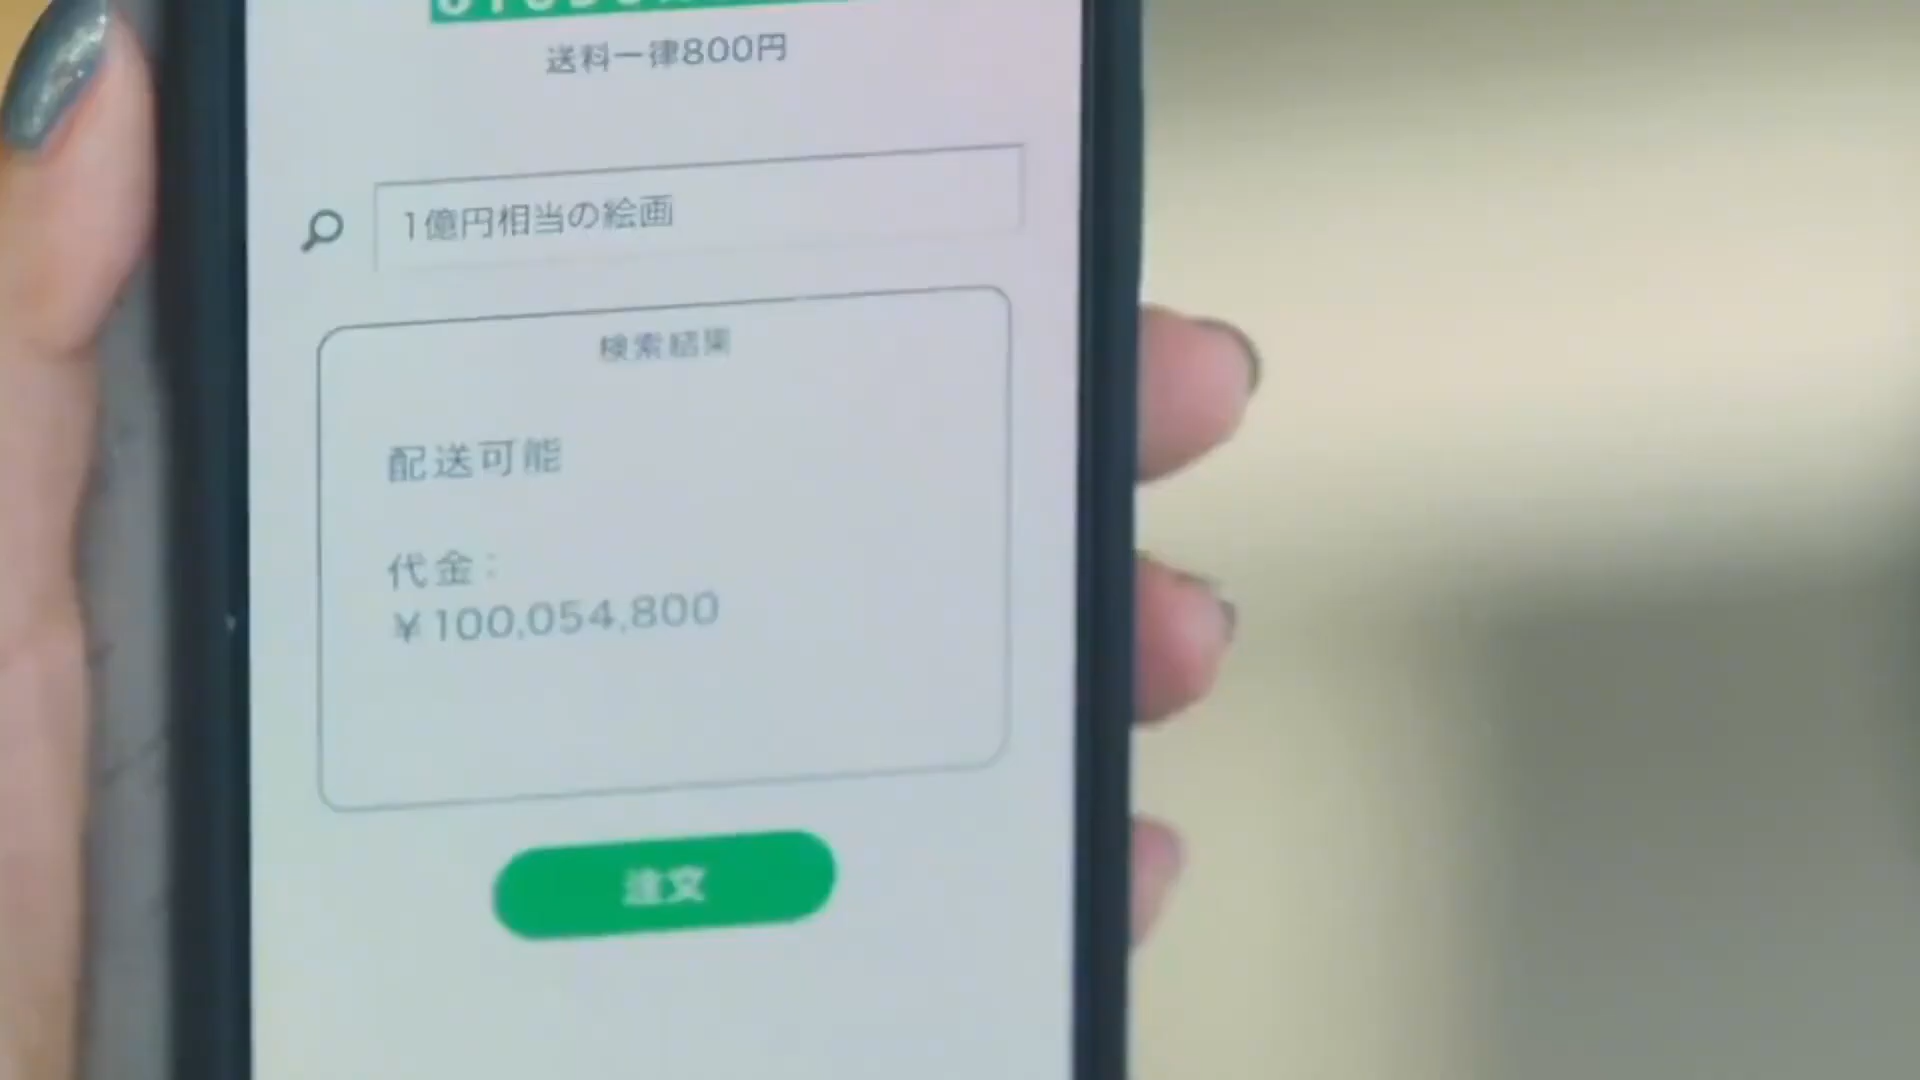 送料一律800円
1億円相当の絵画
検索結果
配送可能
代金：
¥100,054,800
注文